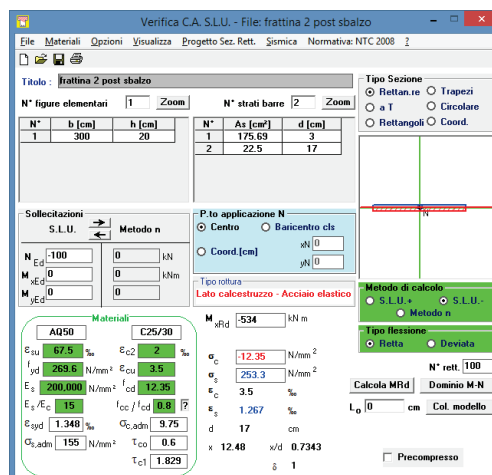 Verifica C.A. S.L.U. - File: frattina 2 post sbalzo
File Materiali Opzioni Visualizza Progetto Sez. Rett. Sismica Normativa: NTC 2008 ?
Titolo : frattina 2 post sbalzo
N° figure elementari 1 Zoom N° strati barre 2 Zoom
N° b [cm] h [cm]
1 300 20
N° As [cm²] d [cm]
1 175.69 3
2 22.5 17
Tipo Sezione
Rettan.re Trapezi
a T Circolare
Rettangoli Coord.
N
Sollecitazioni
S.L.U. Metodo n
N Ed -100 0 kN
M xEd 0 0 kNm
M yEd 0 0
P.to applicazione N
Centro Baricentro cls
Coord.[cm] xN 0
yN 0
Tipo rottura
Lato calcestruzzo - Acciaio elastico
Metodo di calcolo
S.L.U.+ S.L.U.-
Metodo n
Tipo flessione
Retta Deviata
N° rett. 100
Calcola MRd Dominio M-N
L₀ 0 cm Col. modello
Precompresso
Materiali
AQ50 C25/30
εsu 67.5 ‰ εc2 2 ‰
fyd 269.6 N/mm² εcu 3.5
Es 200,000 N/mm² fcd 12.35
Es/Ec 15 fcc / fcd 0.8 ?
εsyd 1.348 ‰ σc,adm 9.75
σs,adm 155 N/mm² τco 0.6
τc1 1.829
M xRd -534 kN m
σc -12.35 N/mm²
σs 253.3 N/mm²
εc 3.5 ‰
εs 1.267 ‰
d 17 cm
x 12.48 x/d 0.7343
δ 1